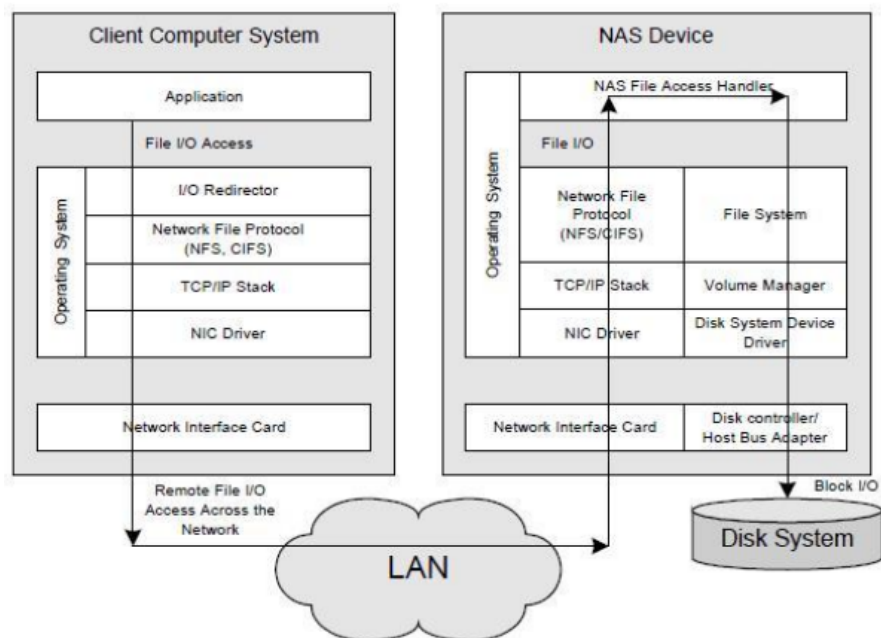 Client Computer System
Application
File I/O Access
Operating System
I/O Redirector
Network File Protocol
(NFS, CIFS)
TCP/IP Stack
NIC Driver
Network Interface Card
Remote File I/O
Access Across the
Network
LAN
NAS Device
Operating System
NAS File Access Handler
File I/O
Network File
Protocol
(NFS/CIFS)
File System
TCP/IP Stack
Volume Manager
NIC Driver
Disk System Device
Driver
Network Interface Card
Disk controller/
Host Bus Adapter
Block I/O
Disk System